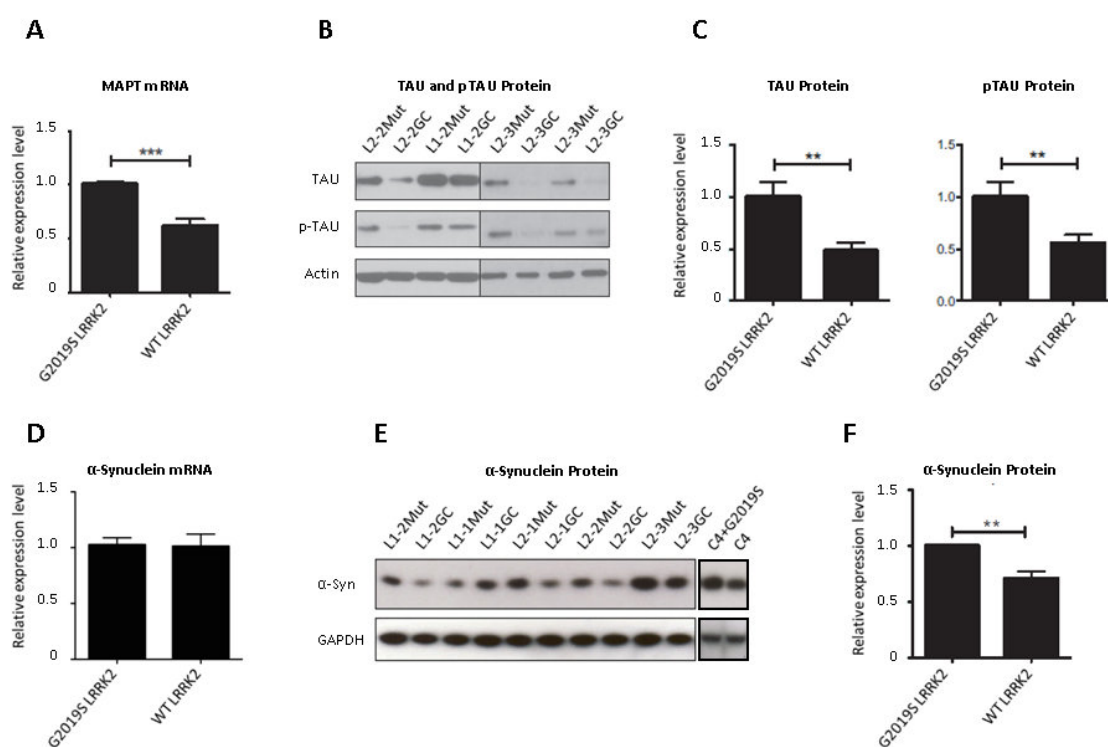 A
MAPT mRNA
Relative expression level
1.5
1.0
0.5
0
***
G2019S LRRK2
WT LRRK2
B
TAU and pTAU Protein
L2-2Mut
L2-2GC
L1-2Mut
L1-2GC
L2-3Mut
L2-3GC
L2-3Mut
L2-3GC
TAU
p-TAU
Actin
C
TAU Protein
Relative expression level
1.5
1.0
0.5
0
**
G2019S LRRK2
WT LRRK2
pTAU Protein
1.5
1.0
0.5
0.0
**
G2019S LRRK2
WT LRRK2
D
α-Synuclein mRNA
Relative expression level
1.5
1.0
0.5
0
G2019S LRRK2
WT LRRK2
E
α-Synuclein Protein
L1-2Mut
L1-2GC
L1-1Mut
L1-1GC
L2-1Mut
L2-1GC
L2-2Mut
L2-2GC
L2-3Mut
L2-3GC
C4+G2019S
C4
α-Syn
GAPDH
F
α-Synuclein Protein
Relative expression level
1.5
1.0
0.5
0
**
G2019S LRRK2
WT LRRK2